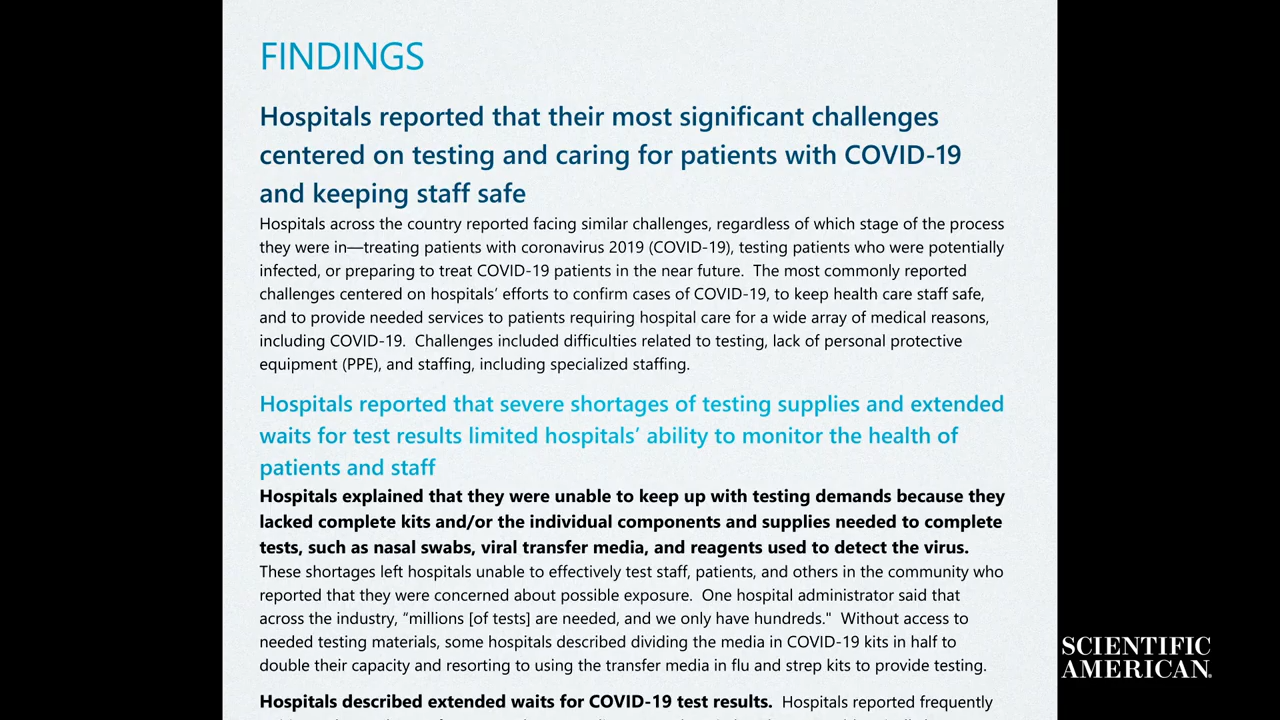 FINDINGS
Hospitals reported that their most significant challenges
centered on testing and caring for patients with COVID-19
and keeping staff safe
Hospitals across the country reported facing similar challenges, regardless of which stage of the process
they were in—treating patients with coronavirus 2019 (COVID-19), testing patients who were potentially
infected, or preparing to treat COVID-19 patients in the near future.  The most commonly reported
challenges centered on hospitals’ efforts to confirm cases of COVID-19, to keep health care staff safe,
and to provide needed services to patients requiring hospital care for a wide array of medical reasons,
including COVID-19.  Challenges included difficulties related to testing, lack of personal protective
equipment (PPE), and staffing, including specialized staffing.
Hospitals reported that severe shortages of testing supplies and extended
waits for test results limited hospitals’ ability to monitor the health of
patients and staff
Hospitals explained that they were unable to keep up with testing demands because they
lacked complete kits and/or the individual components and supplies needed to complete
tests, such as nasal swabs, viral transfer media, and reagents used to detect the virus.
These shortages left hospitals unable to effectively test staff, patients, and others in the community who
reported that they were concerned about possible exposure.  One hospital administrator said that
across the industry, “millions [of tests] are needed, and we only have hundreds."  Without access to
needed testing materials, some hospitals described dividing the media in COVID-19 kits in half to
double their capacity and resorting to using the transfer media in flu and strep kits to provide testing.
Hospitals described extended waits for COVID-19 test results.  Hospitals reported frequently
SCIENTIFIC
AMERICAN